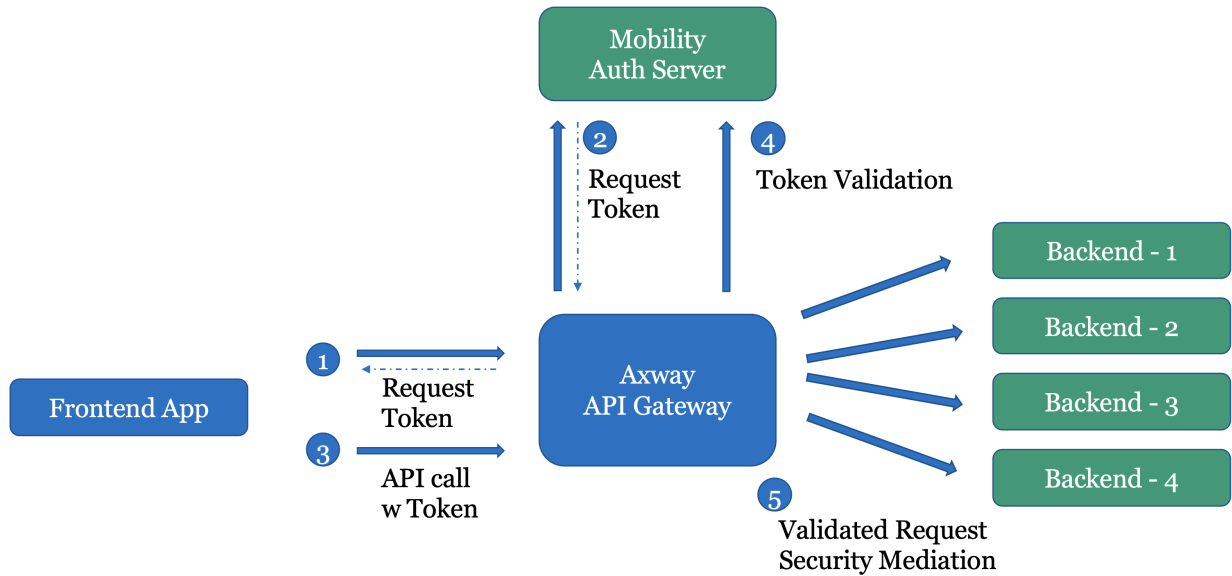 Mobility
Auth Server
2
Request
Token
4
Token Validation
Backend - 1
Backend - 2
Backend - 3
Backend - 4
1
Request
Token
Frontend App
3
API call
w Token
Axway
API Gateway
5
Validated Request
Security Mediation